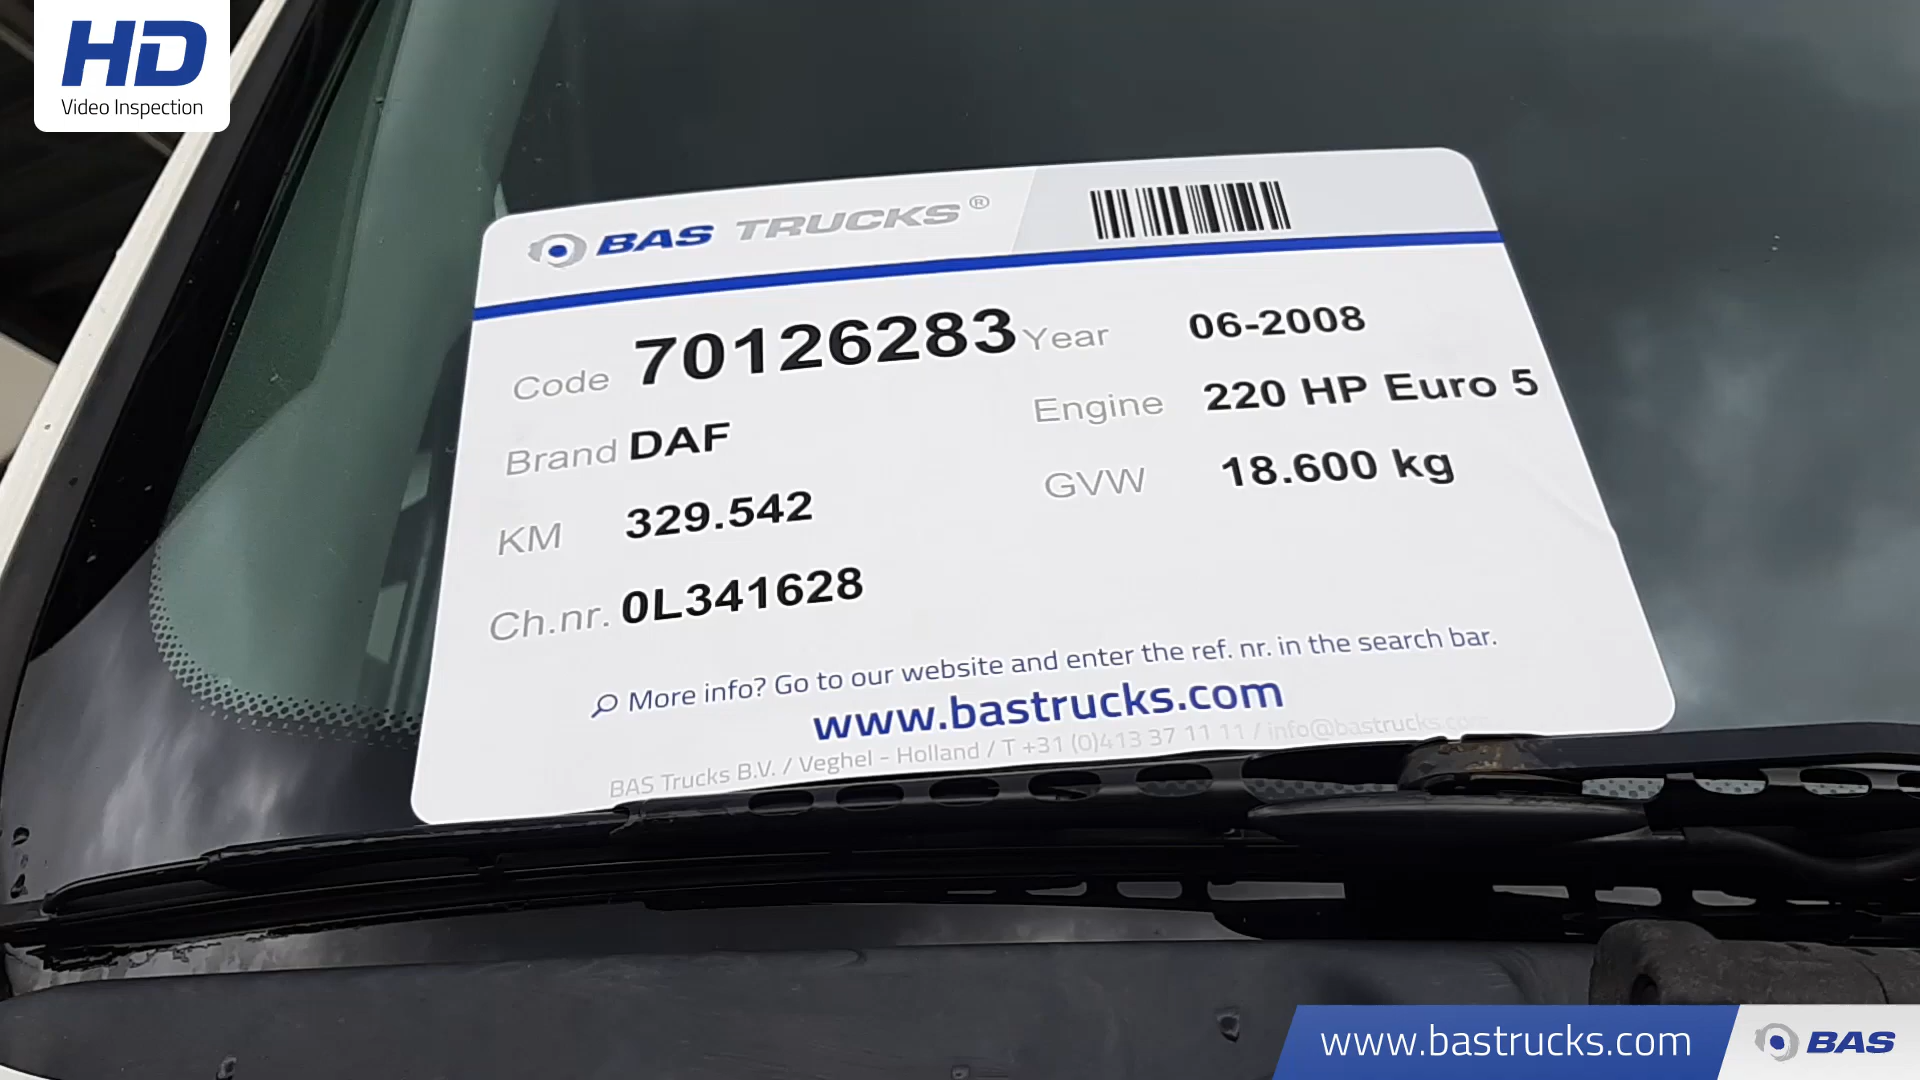 HD
Video Inspection
BAS TRUCKS®
Code 70126283 Year 06-2008
Brand DAF Engine 220 HP Euro 5
KM 329.542 GVW 18.600 kg
Ch.nr. 0L341628
More info? Go to our website and enter the ref. nr. in the search bar.
www.bastrucks.com
BAS Trucks B.V. / Veghel - Holland / T +31 (0)413 37 11 11 / info@bastrucks.com
www.bastrucks.com BAS